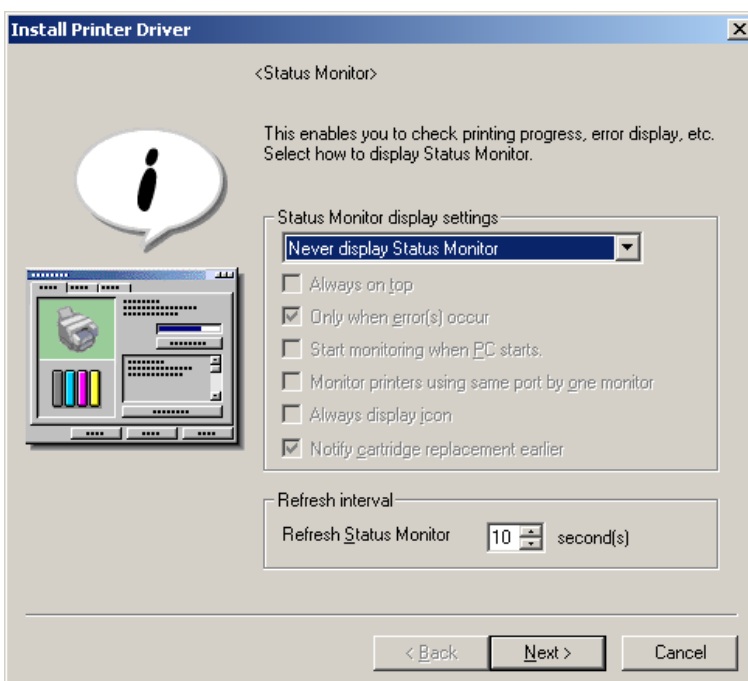 Install Printer Driver
<Status Monitor>
This enables you to check printing progress, error display, etc.
Select how to display Status Monitor.
Status Monitor display settings
Never display Status Monitor
Always on top
Only when error(s) occur
Start monitoring when PC starts.
Monitor printers using same port by one monitor
Always display icon
Notify cartridge replacement earlier
Refresh interval
Refresh Status Monitor 10 second(s)
< Back Next > Cancel